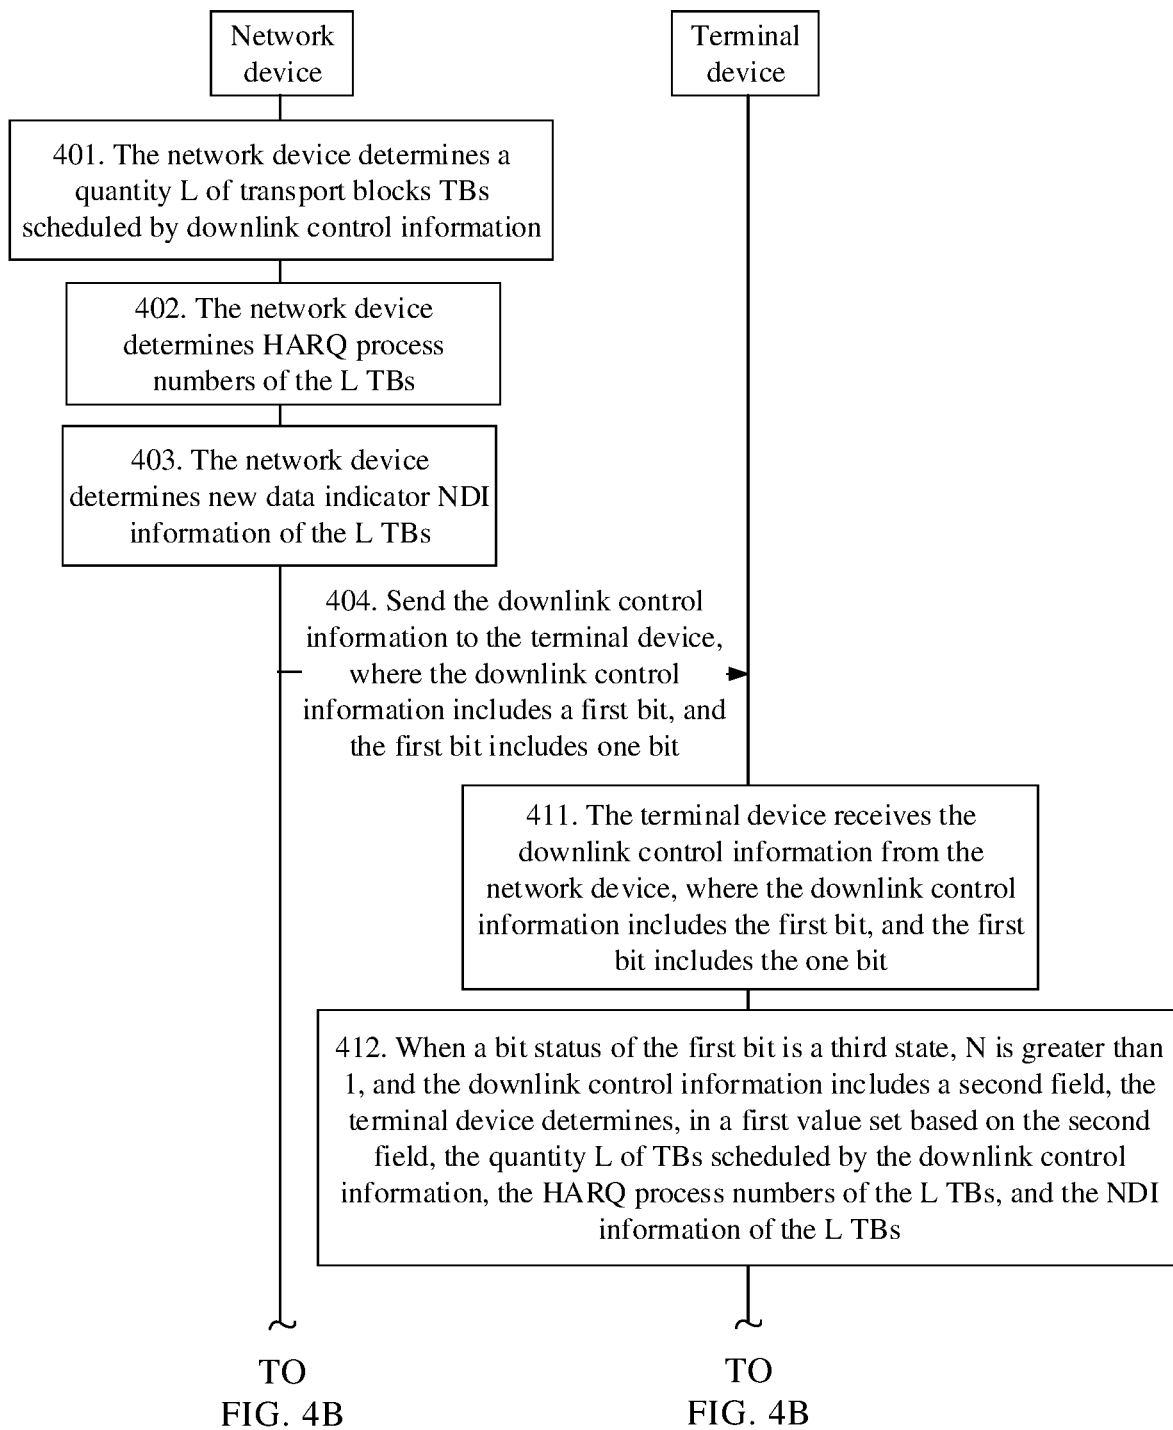 Network
device
Terminal
device
401. The network device determines a
quantity L of transport blocks TBs
scheduled by downlink control information
402. The network device
determines HARQ process
numbers of the L TBs
403. The network device
determines new data indicator NDI
information of the L TBs
404. Send the downlink control
information to the terminal device,
where the downlink control
information includes a first bit, and
the first bit includes one bit
411. The terminal device receives the
downlink control information from the
network device, where the downlink control
information includes the first bit, and the first
bit includes the one bit
412. When a bit status of the first bit is a third state, N is greater than
1, and the downlink control information includes a second field, the
terminal device determines, in a first value set based on the second
field, the quantity L of TBs scheduled by the downlink control
information, the HARQ process numbers of the L TBs, and the NDI
information of the L TBs
TO
FIG. 4B
TO
FIG. 4B